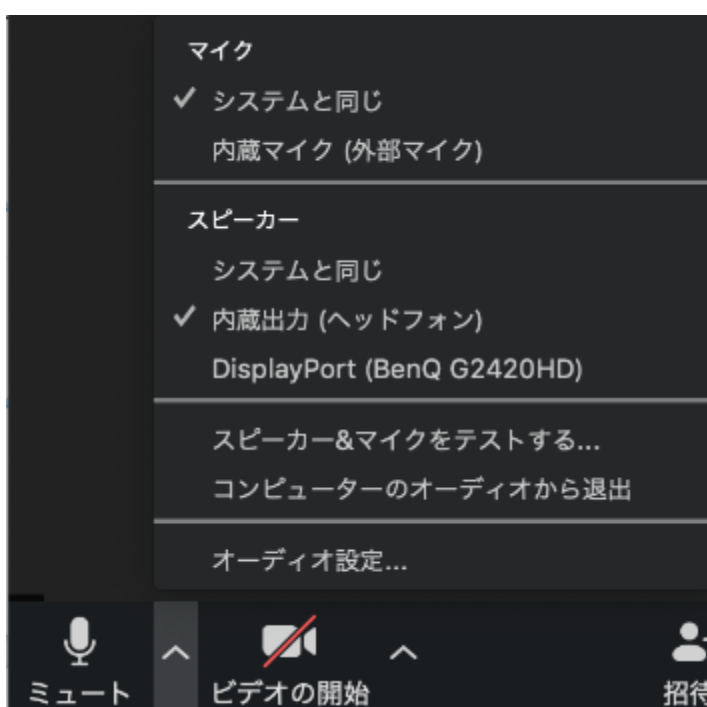 マイク
システムと同じ
内蔵マイク (外部マイク)
スピーカー
システムと同じ
内蔵出力 (ヘッドフォン)
DisplayPort (BenQ G2420HD)
スピーカー&マイクをテストする...
コンピューターのオーディオから退出
オーディオ設定...
ミュート
ビデオの開始
招待